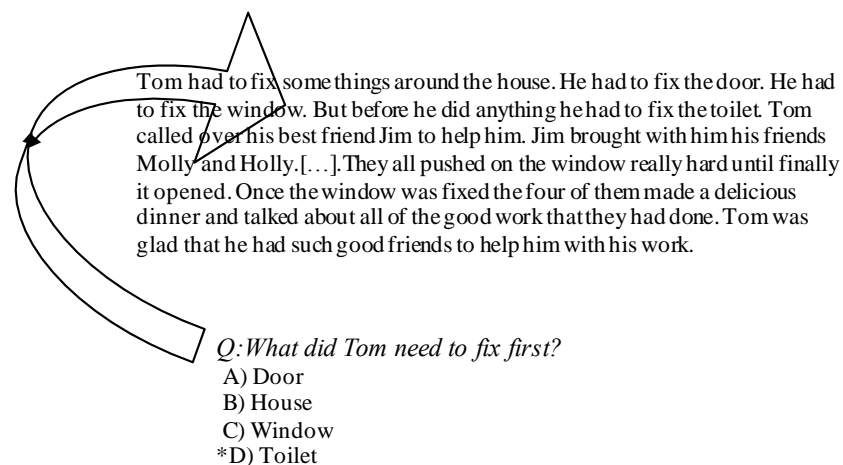 Tom had to fix some things around the house. He had to fix the door. He had
to fix the window. But before he did anything he had to fix the toilet. Tom
called over his best friend Jim to help him. Jim brought with him his friends
Molly and Holly.[…].They all pushed on the window really hard until finally
it opened. Once the window was fixed the four of them made a delicious
dinner and talked about all of the good work that they had done. Tom was
glad that he had such good friends to help him with his work.
Q:What did Tom need to fix first?
A) Door
B) House
C) Window
*D) Toilet